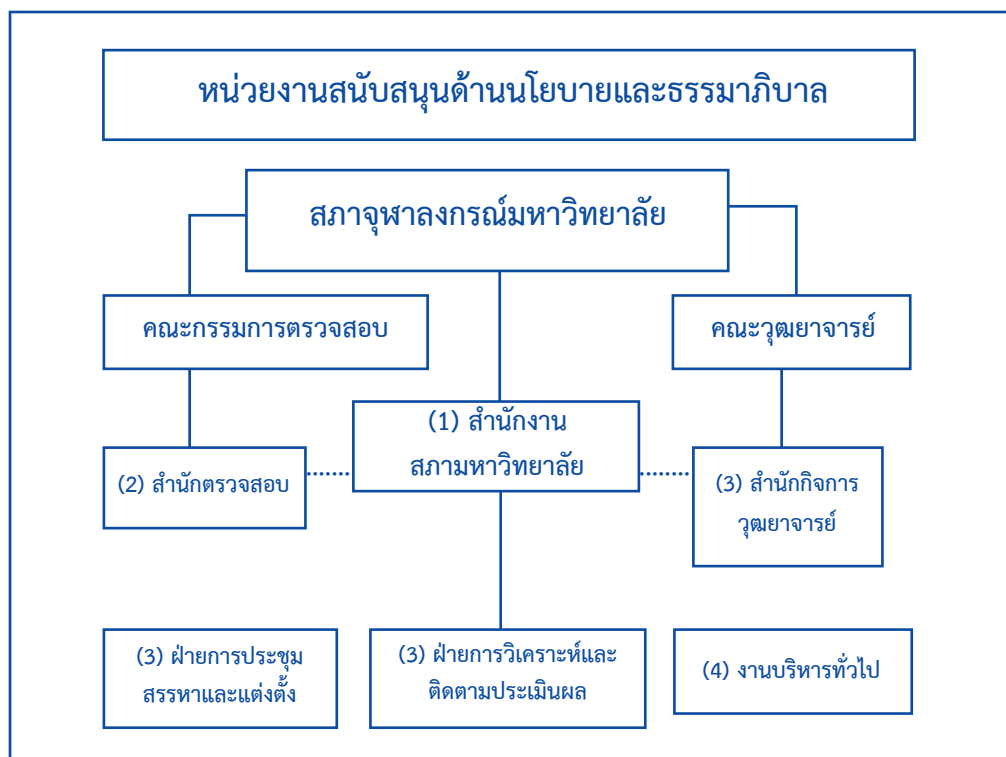 หน่วยงานสนับสนุนด้านนโยบายและธรรมาภิบาล
สภาจุฬาลงกรณ์มหาวิทยาลัย
คณะกรรมการตรวจสอบ
คณะวุฒยาจารย์
(1) สำนักงาน
สภามหาวิทยาลัย
(2) สำนักตรวจสอบ
(3) สำนักกิจการ
วุฒยาจารย์
(3) ฝ่ายการประชุม
สรรหาและแต่งตั้ง
(3) ฝ่ายการวิเคราะห์และ
ติดตามประเมินผล
(4) งานบริหารทั่วไป